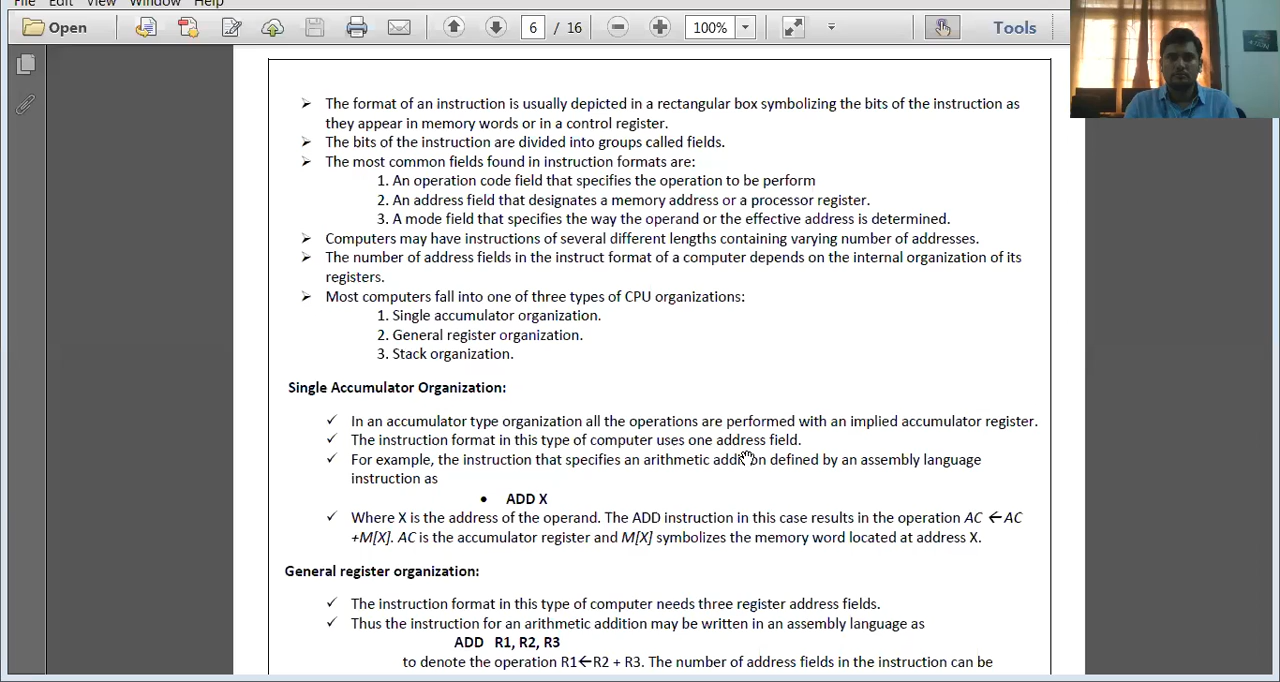 File Edit View Window Help
Open 6 / 16 100% Tools
➢ The format of an instruction is usually depicted in a rectangular box symbolizing the bits of the instruction as
they appear in memory words or in a control register.
➢ The bits of the instruction are divided into groups called fields.
➢ The most common fields found in instruction formats are:
1. An operation code field that specifies the operation to be perform
2. An address field that designates a memory address or a processor register.
3. A mode field that specifies the way the operand or the effective address is determined.
➢ Computers may have instructions of several different lengths containing varying number of addresses.
➢ The number of address fields in the instruct format of a computer depends on the internal organization of its
registers.
➢ Most computers fall into one of three types of CPU organizations:
1. Single accumulator organization.
2. General register organization.
3. Stack organization.
Single Accumulator Organization:
✓ In an accumulator type organization all the operations are performed with an implied accumulator register.
✓ The instruction format in this type of computer uses one address field.
✓ For example, the instruction that specifies an arithmetic addition defined by an assembly language
instruction as
• ADD X
✓ Where X is the address of the operand. The ADD instruction in this case results in the operation AC ←AC
+M[X]. AC is the accumulator register and M[X] symbolizes the memory word located at address X.
General register organization:
✓ The instruction format in this type of computer needs three register address fields.
✓ Thus the instruction for an arithmetic addition may be written in an assembly language as
ADD R1, R2, R3
to denote the operation R1←R2 + R3. The number of address fields in the instruction can be